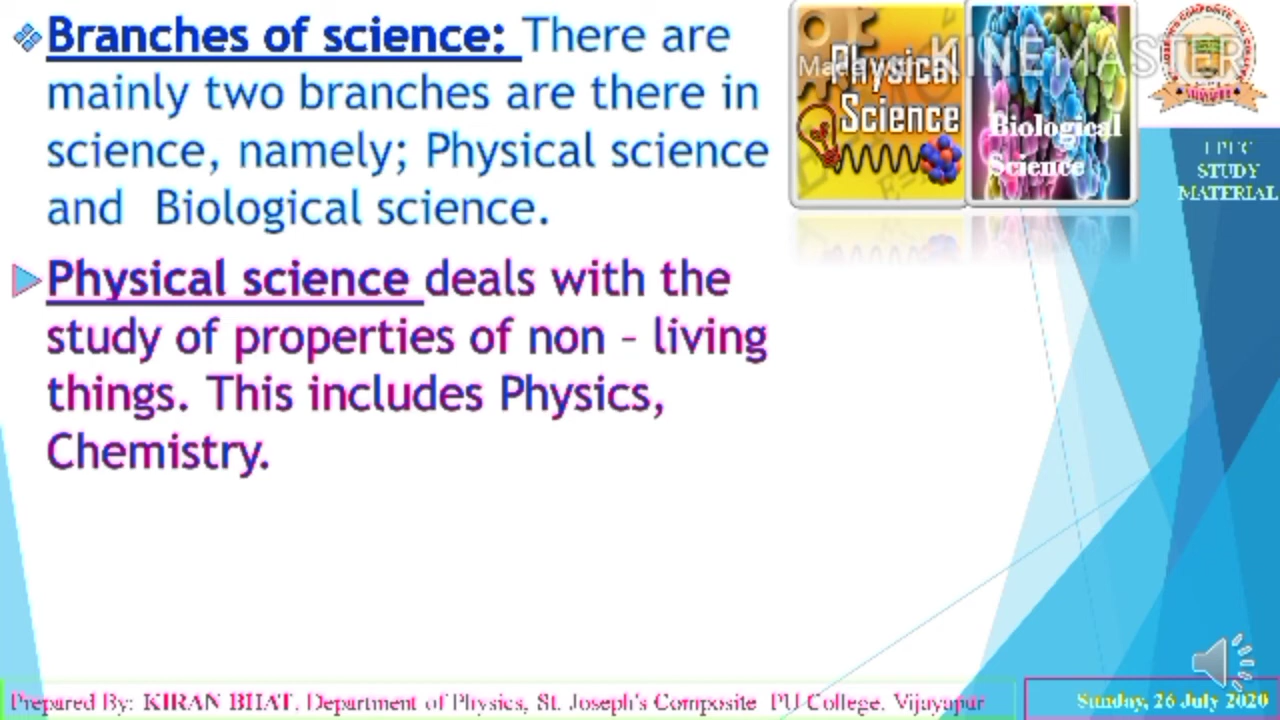 Branches of science: There are
mainly two branches are there in
science, namely; Physical science
and Biological science.
Physical science deals with the
study of properties of non – living
things. This includes Physics,
Chemistry.
Physical
Science
Biological
Science
KINEMASTER
I PUC
STUDY
MATERIAL
Prepared By: KIRAN BHAT, Department of Physics, St. Joseph's Composite PU College, Vijayapur
Sunday, 26 July 2020